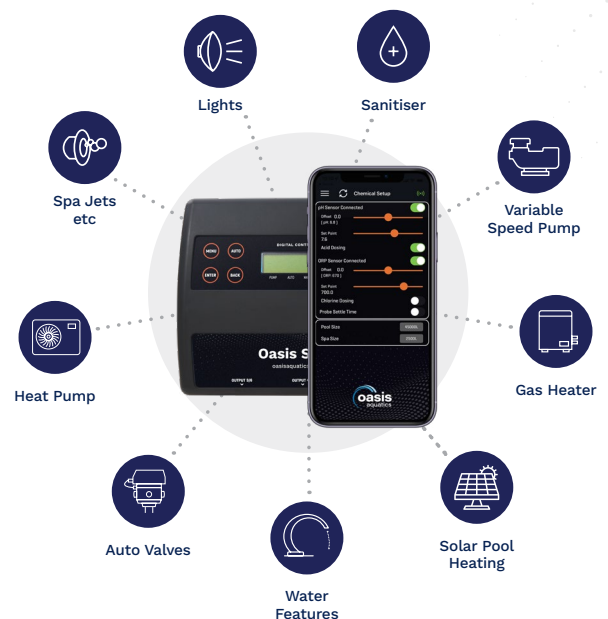 Lights
Sanitiser
Spa Jets
etc
Variable
Speed Pump
Heat Pump
Gas Heater
Auto Valves
Solar Pool
Heating
Water
Features
MENU
AUTO
ENTER
BACK
DIGITAL CONT
PUMP AUTO
Oasis S
oasisaquatics
OUTPUT S/R
OUTPUT
Chemical Setup
pH Sensor Connected
Offset 0.0
Set Point
7.6
Acid Dosing
ORP Sensor Connected
Offset 0.0
Set Point
700.0
Chlorine Dosing
Probe Settle Time
Pool Size
Spa Size
oasis
aquatics